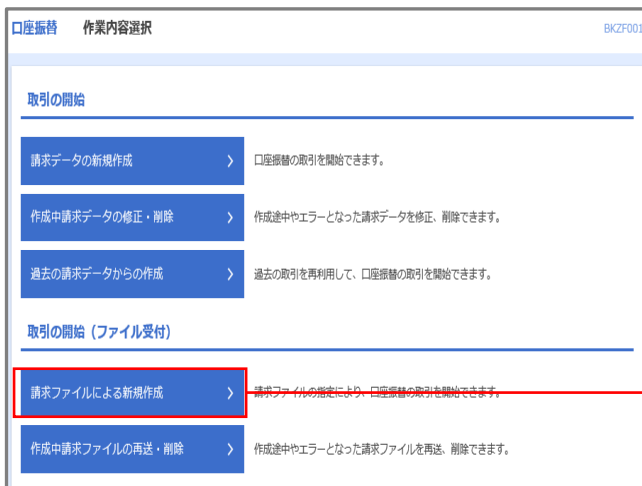 口座振替 作業内容選択 BKZF001
取引の開始
請求データの新規作成 口座振替の取引を開始できます。
作成中請求データの修正・削除 作成途中やエラーとなった請求データを修正、削除できます。
過去の請求データからの作成 過去の取引を再利用して、口座振替の取引を開始できます。
取引の開始（ファイル受付）
請求ファイルによる新規作成 請求ファイルの指定により、口座振替の取引を開始できます。
作成中請求ファイルの再送・削除 作成途中やエラーとなった請求ファイルを再送、削除できます。